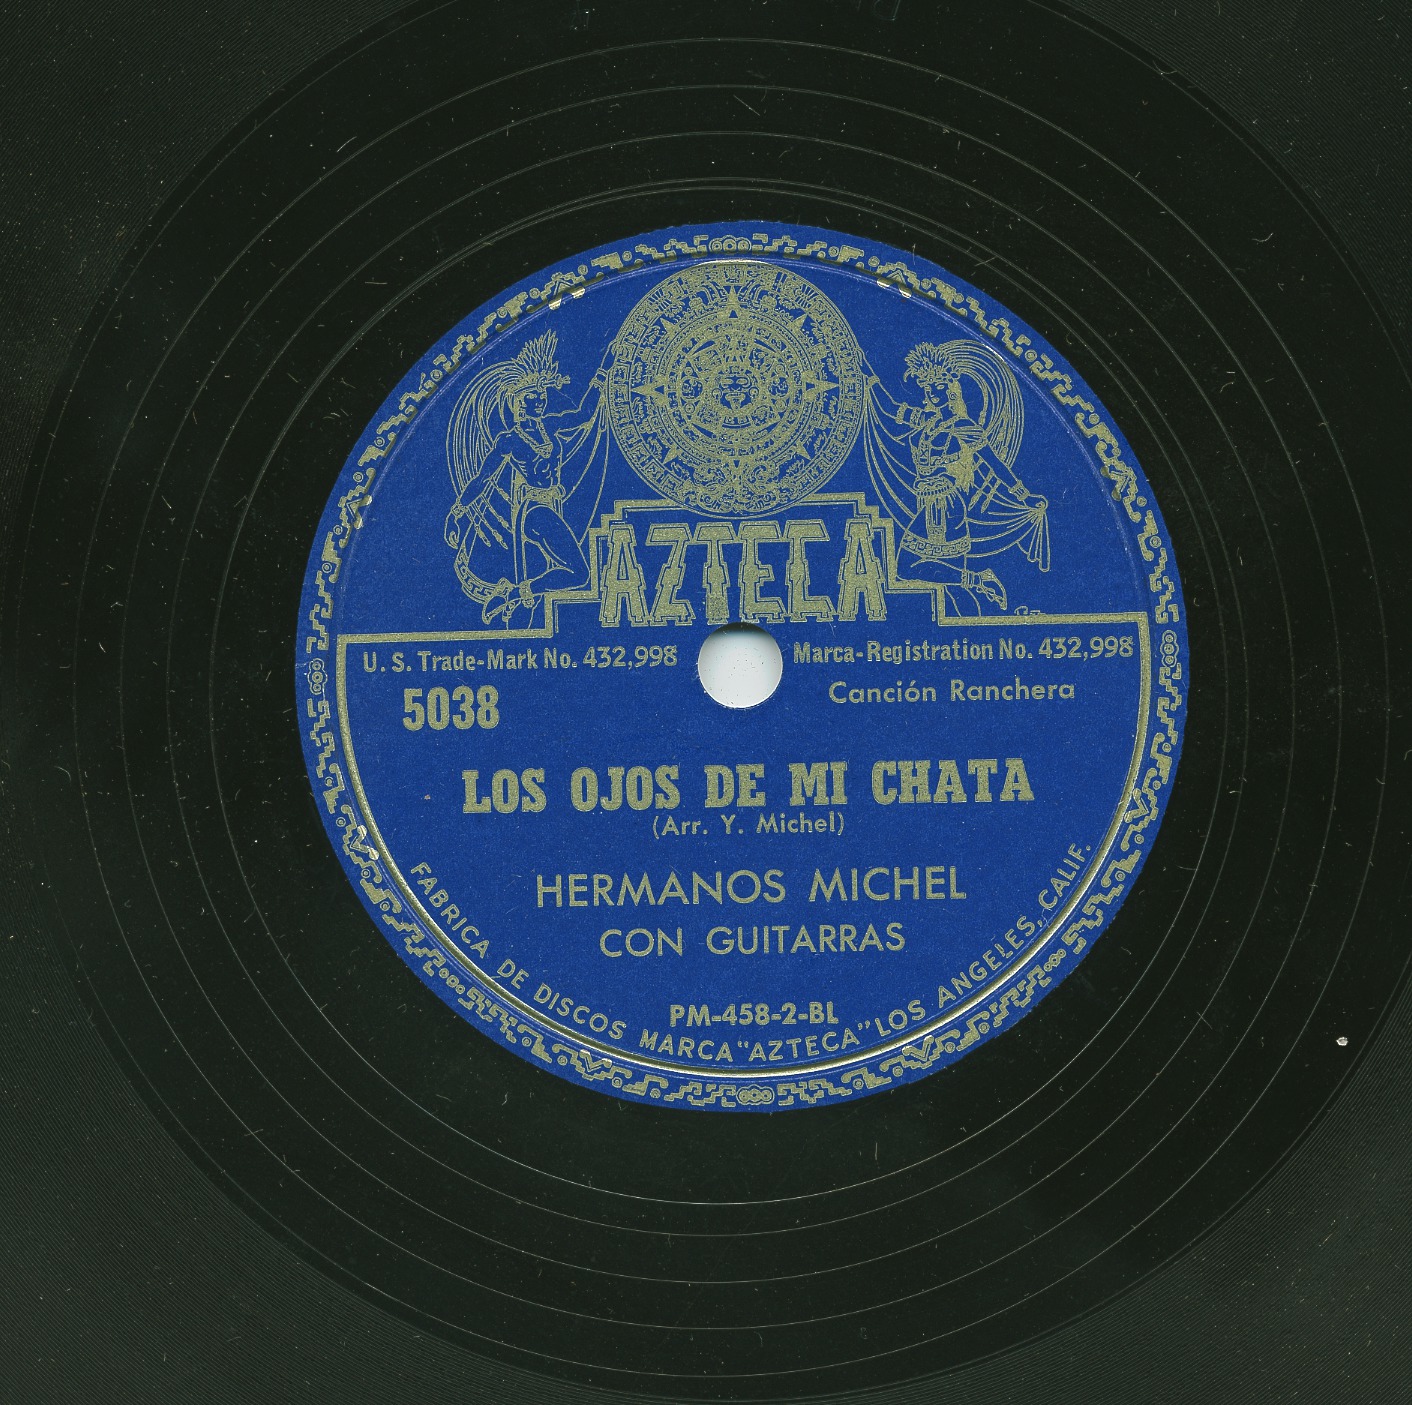 AZTECA
U. S. Trade-Mark No. 432,998
Marca-Registration No. 432,998
5038
Canción Ranchera
LOS OJOS DE MI CHATA
(Arr. Y. Michel)
HERMANOS MICHEL
CON GUITARRAS
PM-458-2-BL
FABRICA DE DISCOS MARCA "AZTECA" LOS ANGELES, CALIF.